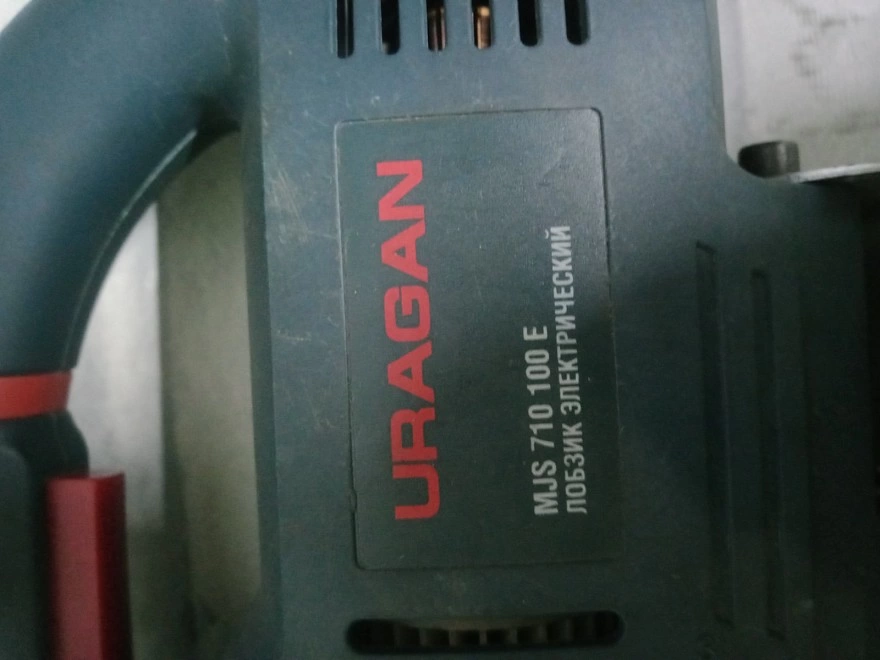 URAGAN
MJS 710 100 E
ЛОБЗИК ЭЛЕКТРИЧЕСКИЙ